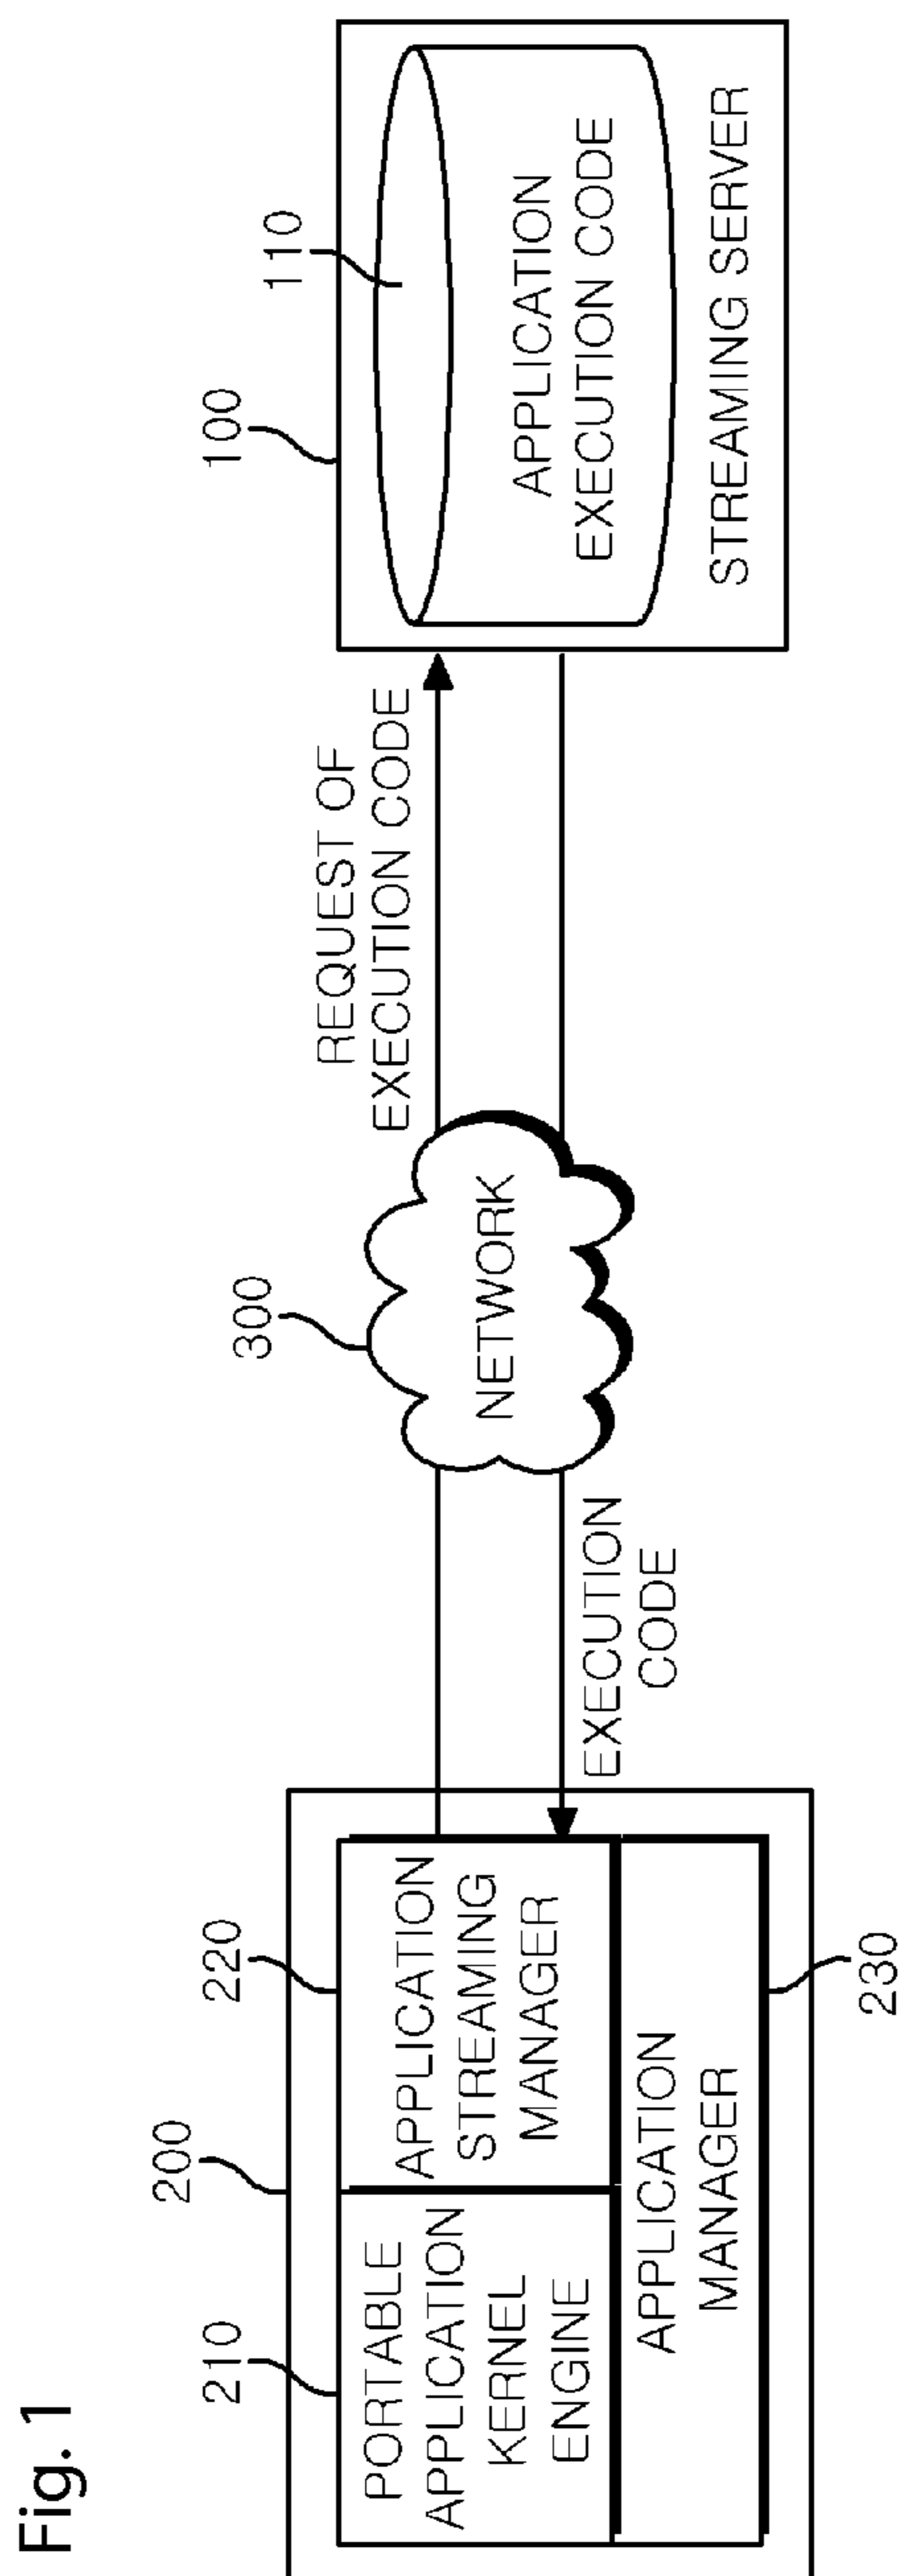 Fig. 1
200
210
220
300
100
110
PORTABLE
APPLICATION
KERNEL
ENGINE
APPLICATION
STREAMING
MANAGER
APPLICATION
MANAGER
230
NETWORK
REQUEST OF
EXECUTION CODE
EXECUTION
CODE
APPLICATION
EXECUTION CODE
STREAMING SERVER